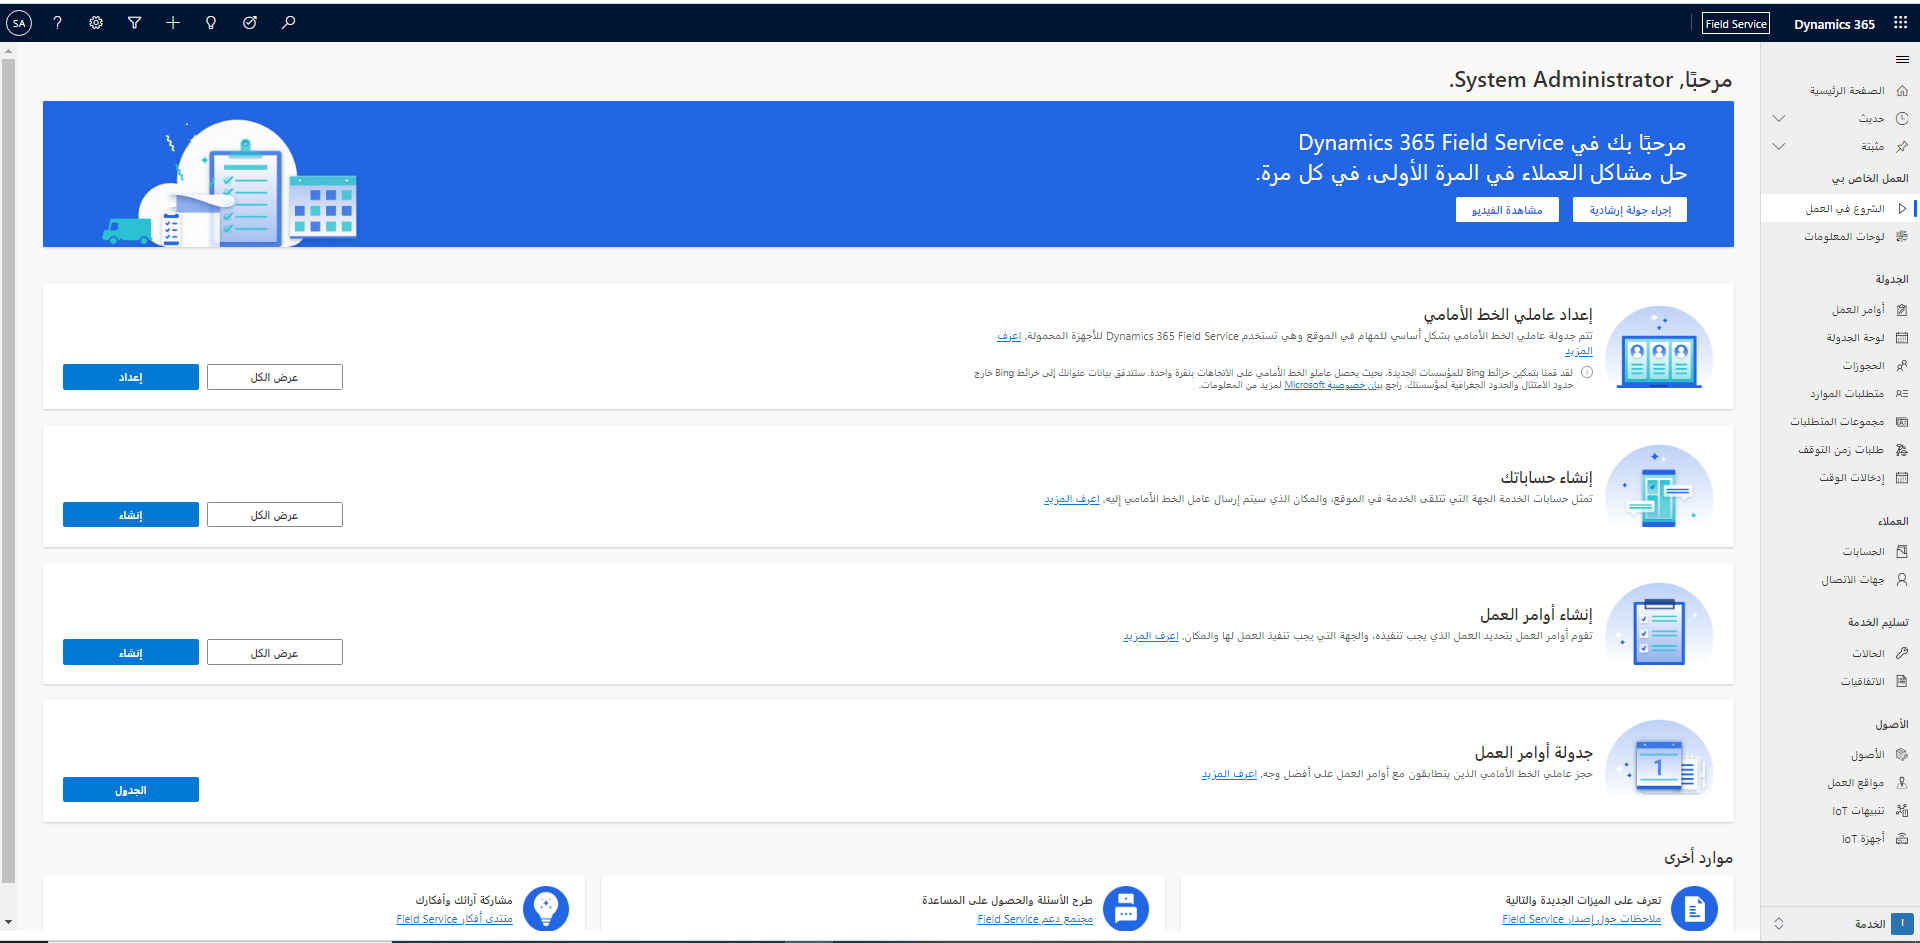 Dynamics 365
Field Service
SA
الصفحة الرئيسية
حديث
مثبتة
العمل الخاص بي
الشروع في العمل
لوحات المعلومات
الجدولة
أوامر العمل
لوحة الجدولة
الحجوزات
متطلبات الموارد
مجموعات المتطلبات
طلبات زمن التوقف
إدخالات الوقت
العملاء
الحسابات
جهات الاتصال
تسليم الخدمة
الحالات
الاتفاقيات
الأصول
الأصول
مواقع العمل
تنبيهات IoT
أجهزة IoT
ا
الخدمة
مرحبًا, System Administrator.
مرحبًا بك في Dynamics 365 Field Service
حل مشاكل العملاء في المرة الأولى، في كل مرة.
إجراء جولة إرشادية
مشاهدة الفيديو
إعداد عاملي الخط الأمامي
تتم جدولة عاملي الخط الأمامي بشكل أساسي للمهام في الموقع وهي تستخدم Dynamics 365 Field Service للأجهزة المحمولة. اعرف
المزيد
لقد قمنا بتمكين خرائط Bing للمؤسسات الجديدة، بحيث يحصل عاملو الخط الأمامي على الاتجاهات بنقرة واحدة. ستتدفق بيانات عنوانك إلى خرائط Bing خارج
حدود الامتثال والحدود الجغرافية لمؤسستك. راجع بيان خصوصية Microsoft لمزيد من المعلومات.
عرض الكل
إعداد
إنشاء حساباتك
تمثل حسابات الخدمة الجهة التي تتلقى الخدمة في الموقع، والمكان الذي سيتم إرسال عامل الخط الأمامي إليه. اعرف المزيد
عرض الكل
إنشاء
إنشاء أوامر العمل
تقوم أوامر العمل بتحديد العمل الذي يجب تنفيذه، والجهة التي يجب تنفيذ العمل لها والمكان. اعرف المزيد
عرض الكل
إنشاء
1
جدولة أوامر العمل
حجز عاملي الخط الأمامي الذين يتطابقون مع أوامر العمل على أفضل وجه. اعرف المزيد
الجدول
موارد أخرى
تعرف على الميزات الجديدة والتالية
ملاحظات حول إصدار Field Service
طرح الأسئلة والحصول على المساعدة
مجتمع دعم Field Service
مشاركة آرائك وأفكارك
منتدى أفكار Field Service